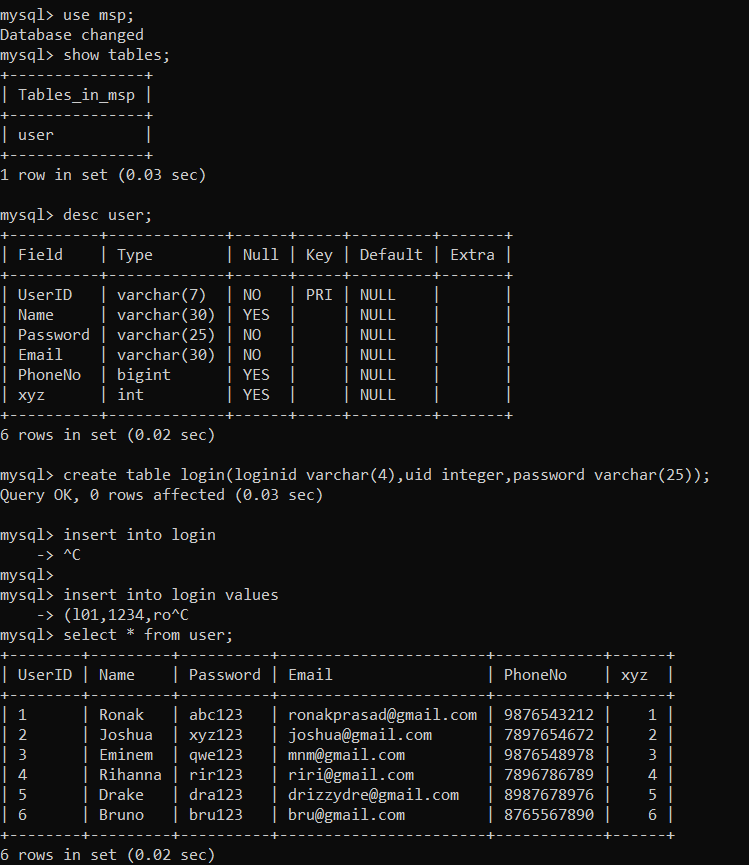 mysql> use msp;
Database changed
mysql> show tables;
+---------------+
| Tables_in_msp |
+---------------+
| user          |
+---------------+
1 row in set (0.03 sec)

mysql> desc user;
+----------+-------------+------+-----+---------+-------+
| Field    | Type        | Null | Key | Default | Extra |
+----------+-------------+------+-----+---------+-------+
| UserID   | varchar(7)  | NO   | PRI | NULL    |       |
| Name     | varchar(30) | YES  |     | NULL    |       |
| Password | varchar(25) | NO   |     | NULL    |       |
| Email    | varchar(30) | NO   |     | NULL    |       |
| PhoneNo  | bigint      | YES  |     | NULL    |       |
| xyz      | int         | YES  |     | NULL    |       |
+----------+-------------+------+-----+---------+-------+
6 rows in set (0.02 sec)

mysql> create table login(loginid varchar(4),uid integer,password varchar(25));
Query OK, 0 rows affected (0.03 sec)

mysql> insert into login
    -> ^C
mysql>
mysql> insert into login values
    -> (l01,1234,ro^C
mysql> select * from user;
+--------+---------+----------+-----------------------+------------+------+
| UserID | Name    | Password | Email                 | PhoneNo    | xyz  |
+--------+---------+----------+-----------------------+------------+------+
| 1      | Ronak   | abc123   | ronakprasad@gmail.com | 9876543212 |    1 |
| 2      | Joshua  | xyz123   | joshua@gmail.com      | 7897654672 |    2 |
| 3      | Eminem  | qwe123   | mnm@gmail.com         | 9876548978 |    3 |
| 4      | Rihanna | rir123   | riri@gmail.com        | 7896786789 |    4 |
| 5      | Drake   | dra123   | drizzydre@gmail.com   | 8987678976 |    5 |
| 6      | Bruno   | bru123   | bru@gmail.com         | 8765567890 |    6 |
+--------+---------+----------+-----------------------+------------+------+
6 rows in set (0.02 sec)